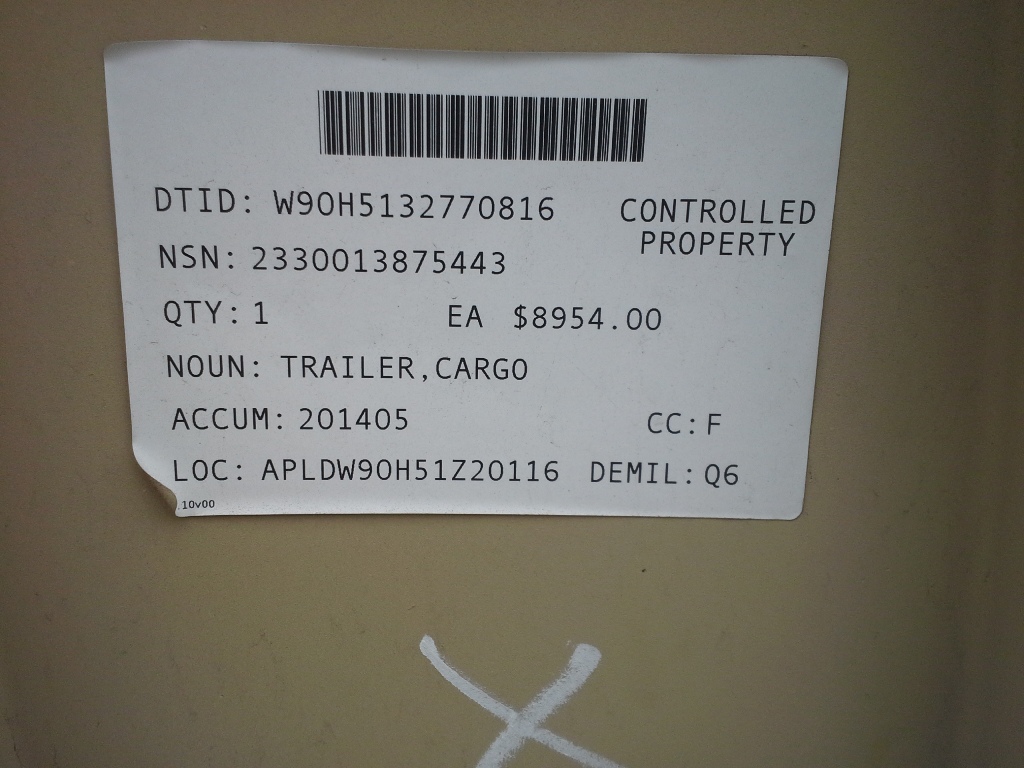 DTID: W90H5132770816
CONTROLLED
PROPERTY
NSN: 2330013875443
QTY: 1 EA $8954.00
NOUN: TRAILER,CARGO
ACCUM: 201405 CC: F
LOC: APLDW90H51Z20116 DEMIL: Q6
10v00
X